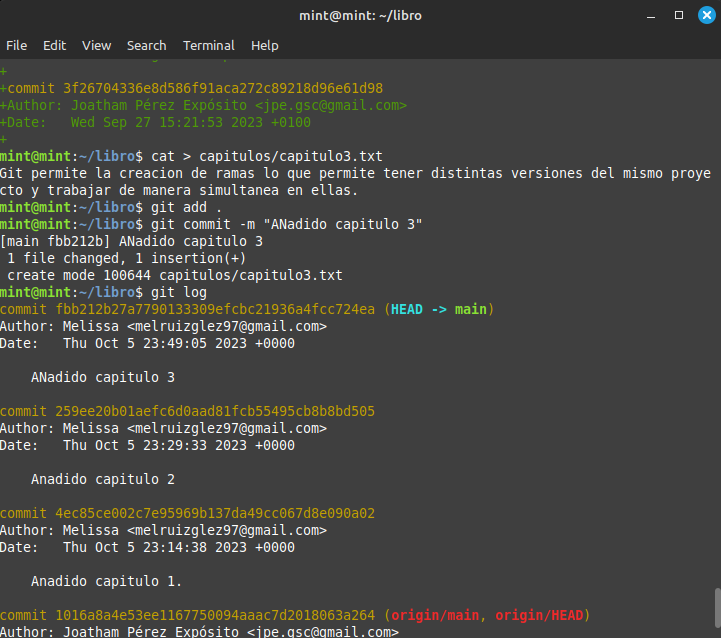 mint@mint: ~/libro
File Edit View Search Terminal Help
+
+commit 3f26704336e8d586f91aca272c89218d96e61d98
+Author: Joatham Pérez Expósito <jpe.gsc@gmail.com>
+Date:   Wed Sep 27 15:21:53 2023 +0100
+
mint@mint:~/libro$ cat > capitulos/capitulo3.txt
Git permite la creacion de ramas lo que permite tener distintas versiones del mismo proye
cto y trabajar de manera simultanea en ellas.
mint@mint:~/libro$ git add .
mint@mint:~/libro$ git commit -m "ANadido capitulo 3"
[main fbb212b] ANadido capitulo 3
 1 file changed, 1 insertion(+)
 create mode 100644 capitulos/capitulo3.txt
mint@mint:~/libro$ git log
commit fbb212b27a7790133309efcbc21936a4fcc724ea (HEAD -> main)
Author: Melissa <melruizglez97@gmail.com>
Date:   Thu Oct 5 23:49:05 2023 +0000
    ANadido capitulo 3
commit 259ee20b01aefc6d0aad81fcb55495cb8b8bd505
Author: Melissa <melruizglez97@gmail.com>
Date:   Thu Oct 5 23:29:33 2023 +0000
    Anadido capitulo 2
commit 4ec85ce002c7e95969b137da49cc067d8e090a02
Author: Melissa <melruizglez97@gmail.com>
Date:   Thu Oct 5 23:14:38 2023 +0000
    Anadido capitulo 1.
commit 1016a8a4e53ee1167750094aaac7d2018063a264 (origin/main, origin/HEAD)
Author: Joatham Pérez Expósito <jpe.gsc@gmail.com>